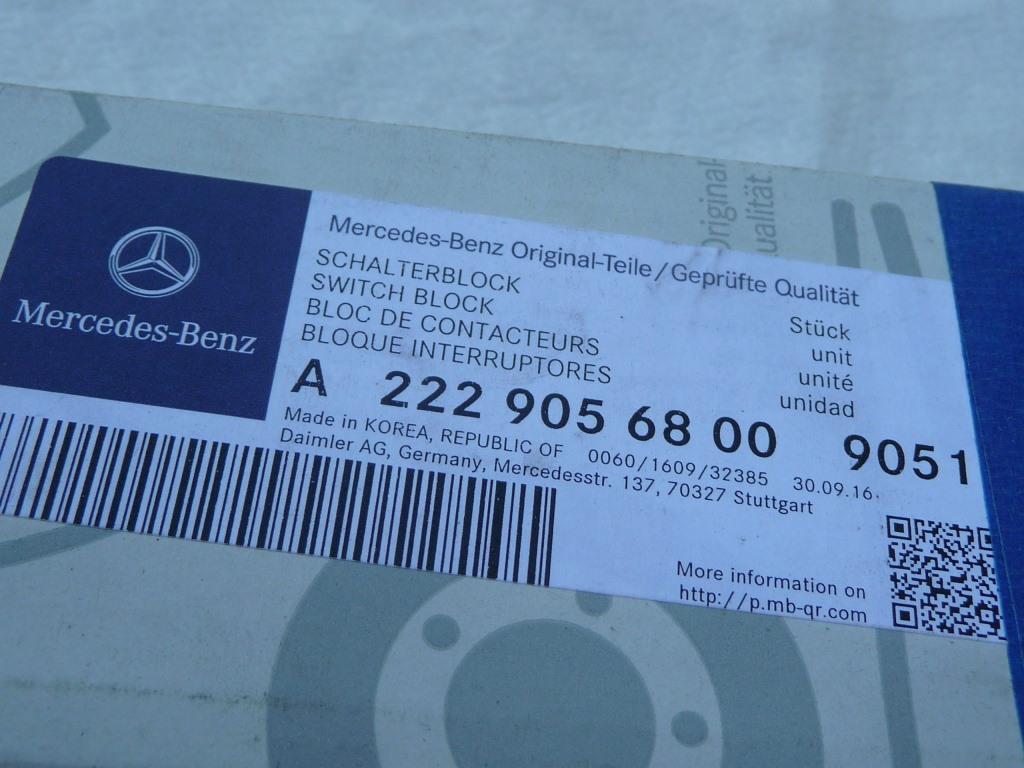 Original-
ualität.
Mercedes-Benz
Mercedes-Benz Original-Teile/Geprüfte Qualität
SCHALTERBLOCK
SWITCH BLOCK
BLOC DE CONTACTEURS
BLOQUE INTERRUPTORES
Stück
unit
unité
unidad
A 222 905 68 00 9051
Made in KOREA, REPUBLIC OF 0060/1609/32385 30.09.16
Daimler AG, Germany, Mercedesstr. 137, 70327 Stuttgart
More information on
http://p.mb-qr.com